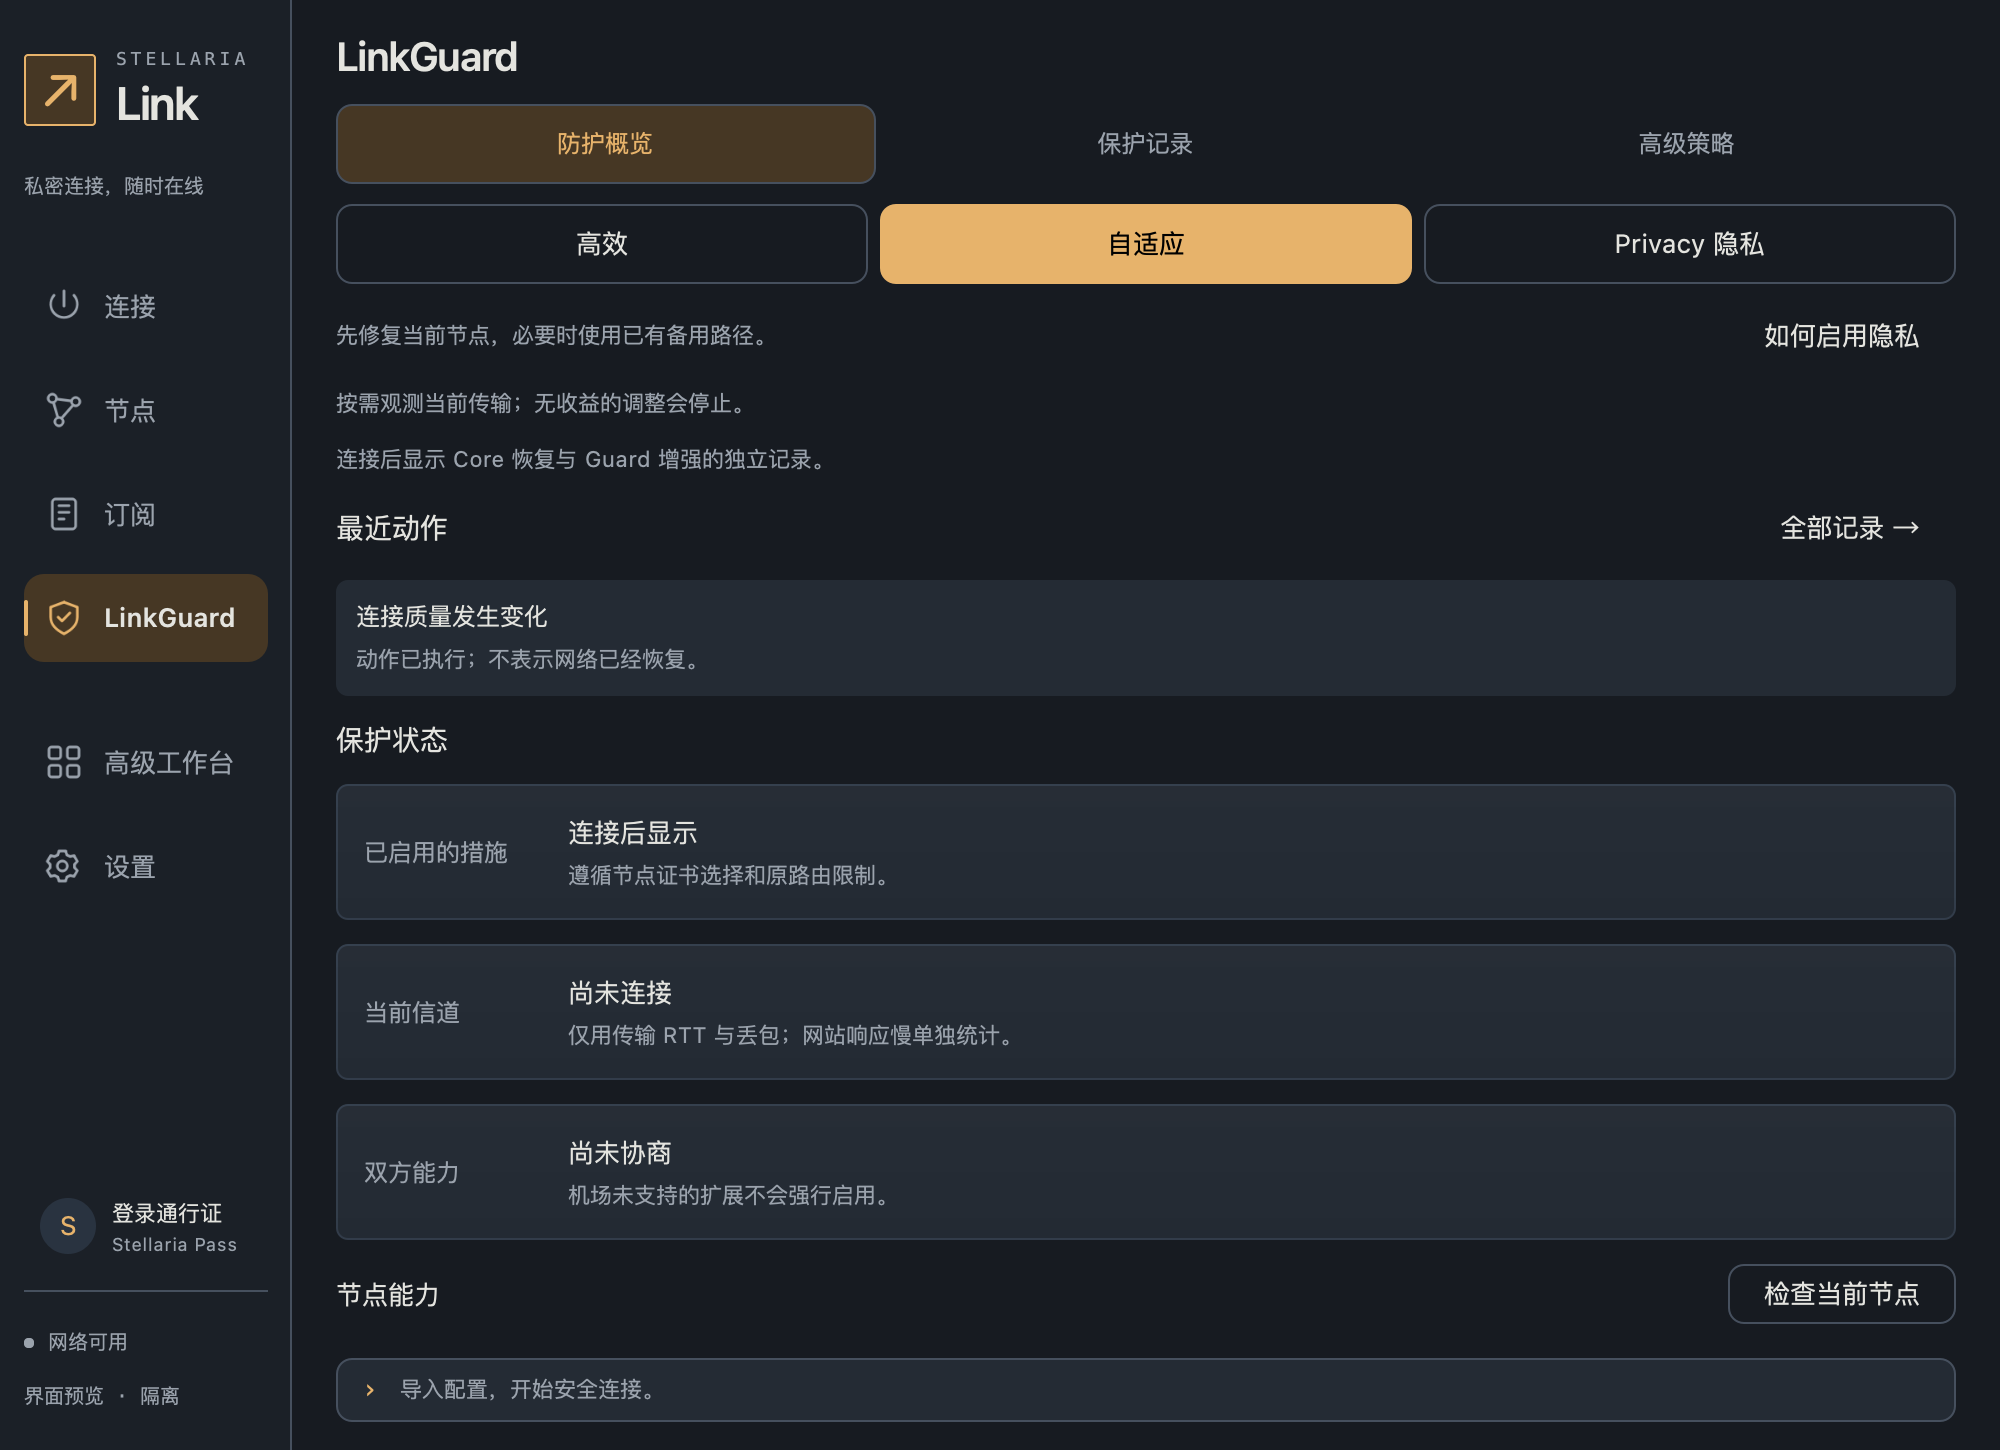 STELLARIA
Link
私密连接，随时在线
连接
节点
订阅
LinkGuard
高级工作台
设置
S
登录通行证
Stellaria Pass
网络可用
界面预览 · 隔离
LinkGuard
防护概览
保护记录
高级策略
高效
自适应
Privacy 隐私
先修复当前节点，必要时使用已有备用路径。
如何启用隐私
按需观测当前传输；无收益的调整会停止。
连接后显示 Core 恢复与 Guard 增强的独立记录。
最近动作
全部记录 →
连接质量发生变化
动作已执行；不表示网络已经恢复。
保护状态
已启用的措施
连接后显示
遵循节点证书选择和原路由限制。
当前信道
尚未连接
仅用传输 RTT 与丢包；网站响应慢单独统计。
双方能力
尚未协商
机场未支持的扩展不会强行启用。
节点能力
检查当前节点
› 导入配置，开始安全连接。